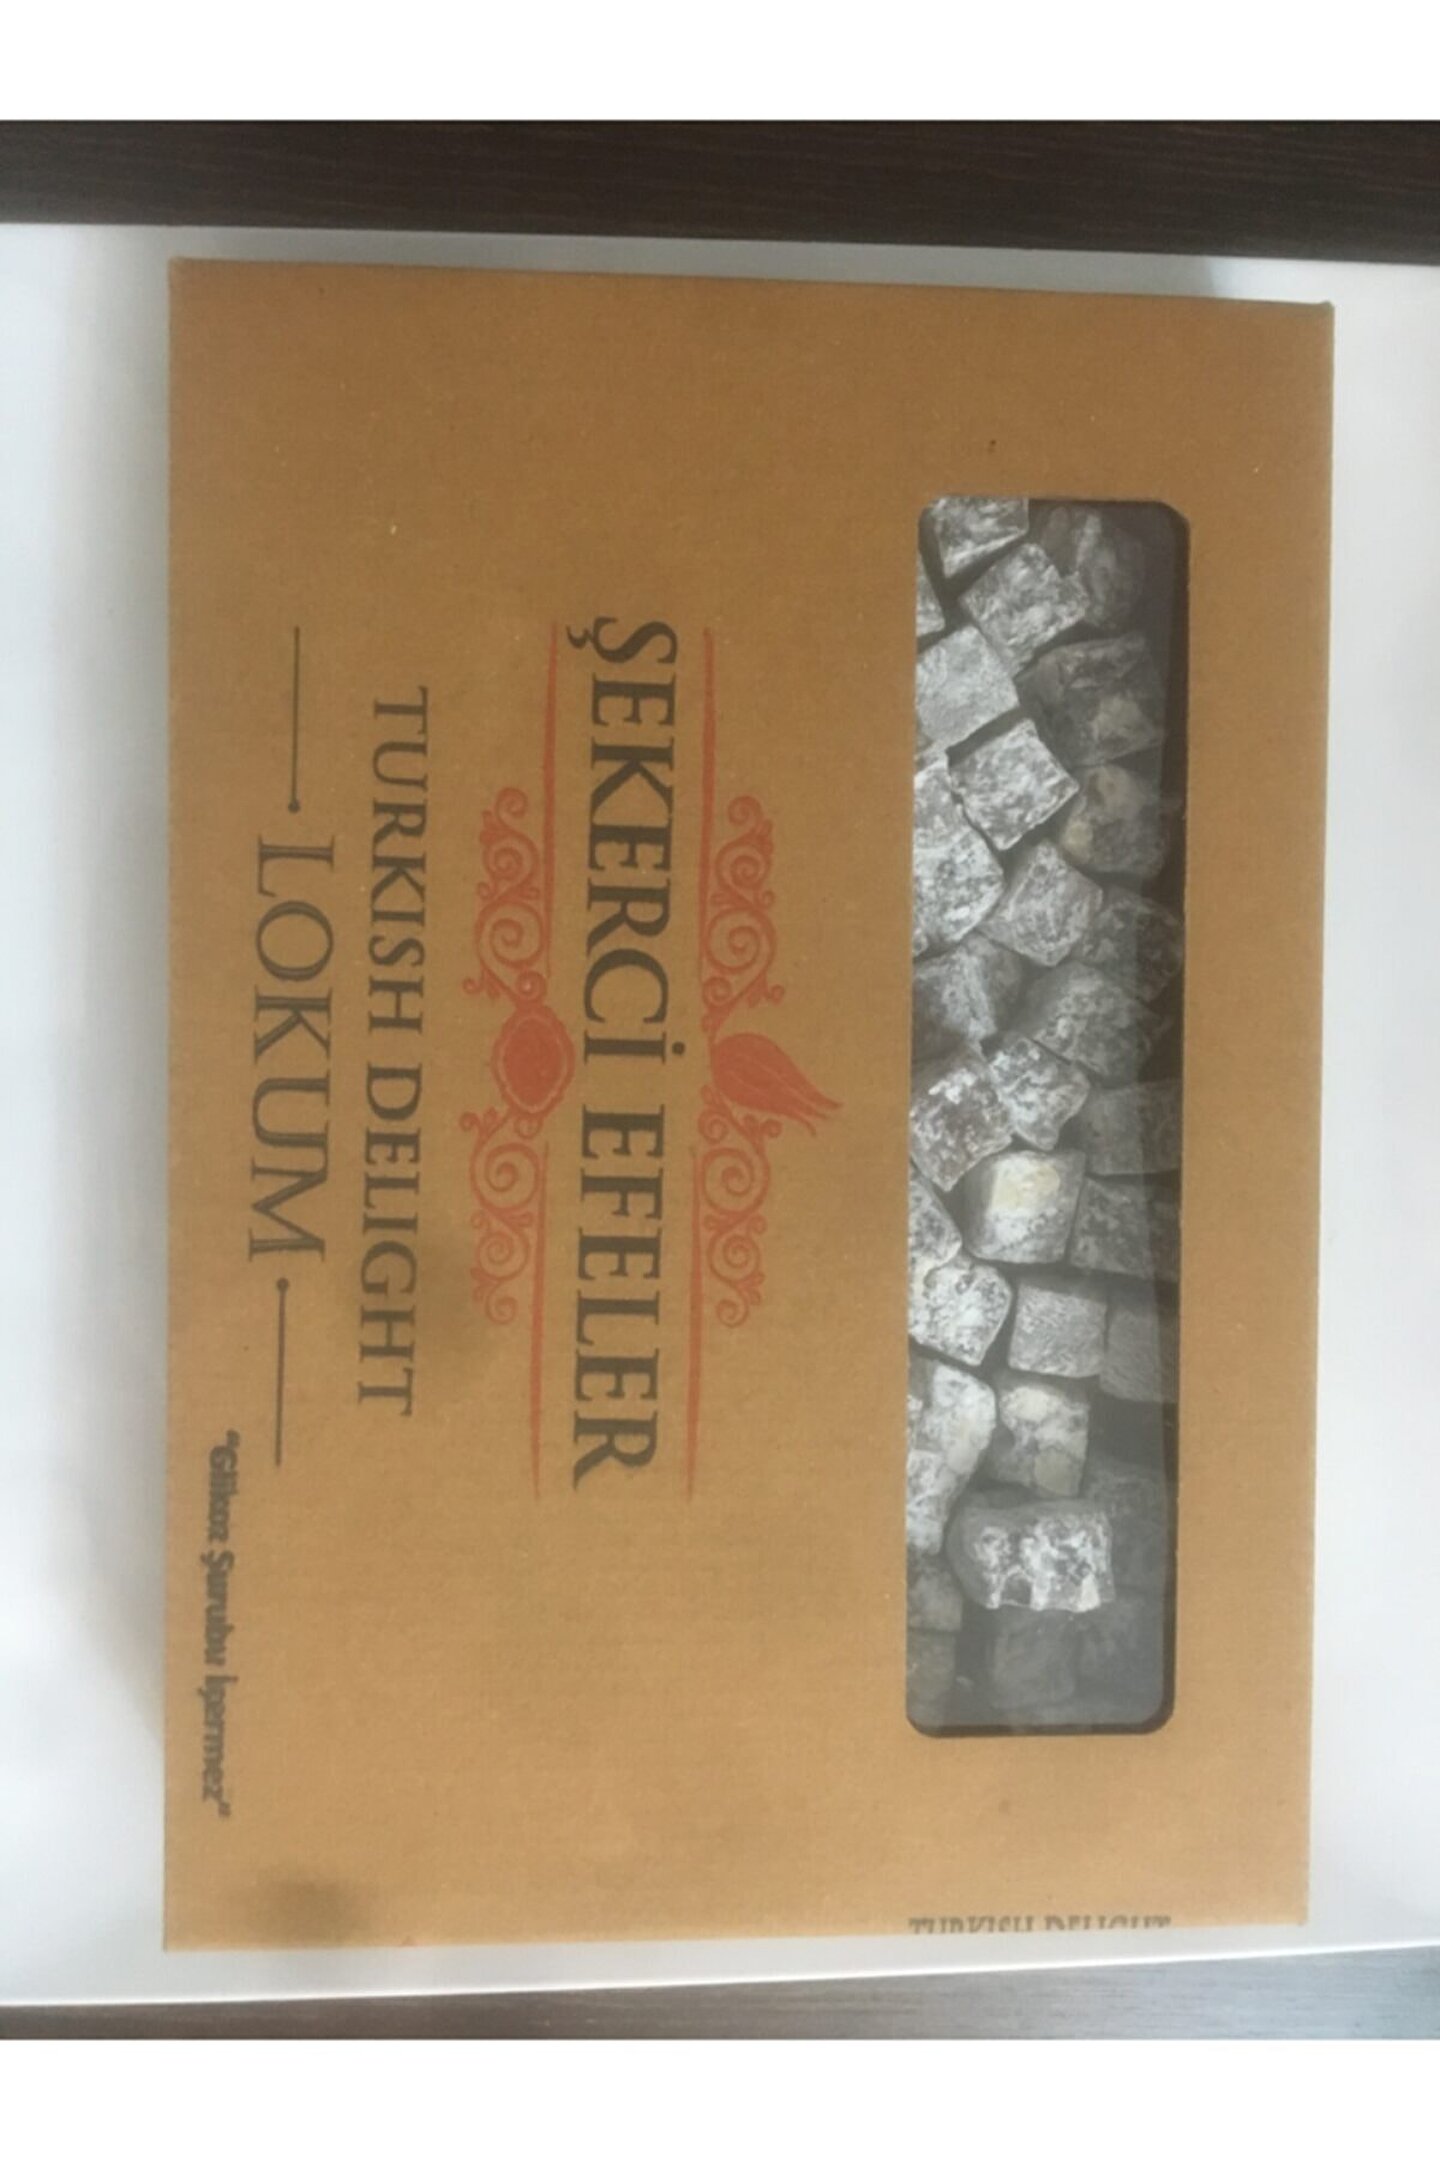 ŞEKERCİ EFELER
TURKISH DELIGHT
LOKUM
"Glikoz Şurubu İçermez"
TURKISH DELIGHT